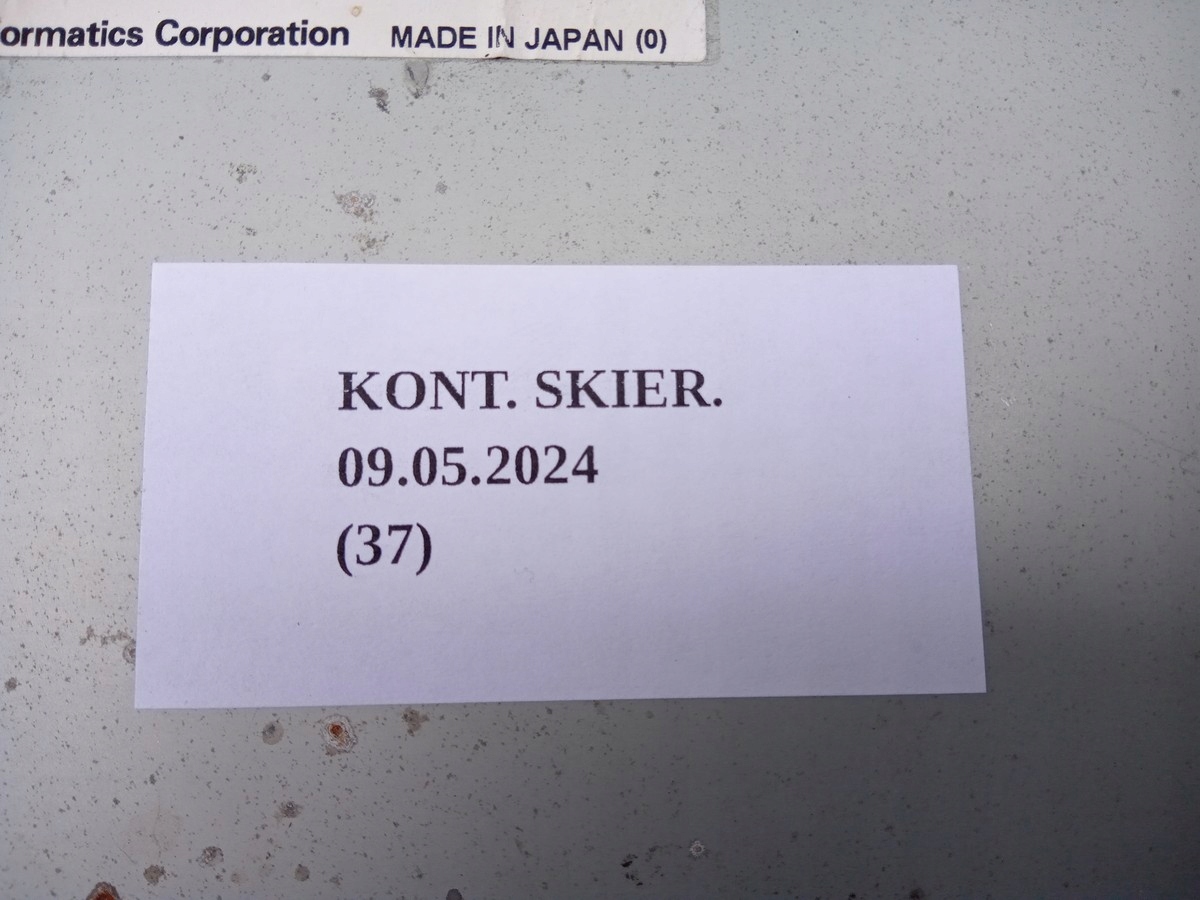 ormatics Corporation MADE IN JAPAN (0)
KONT. SKIER.
09.05.2024
(37)